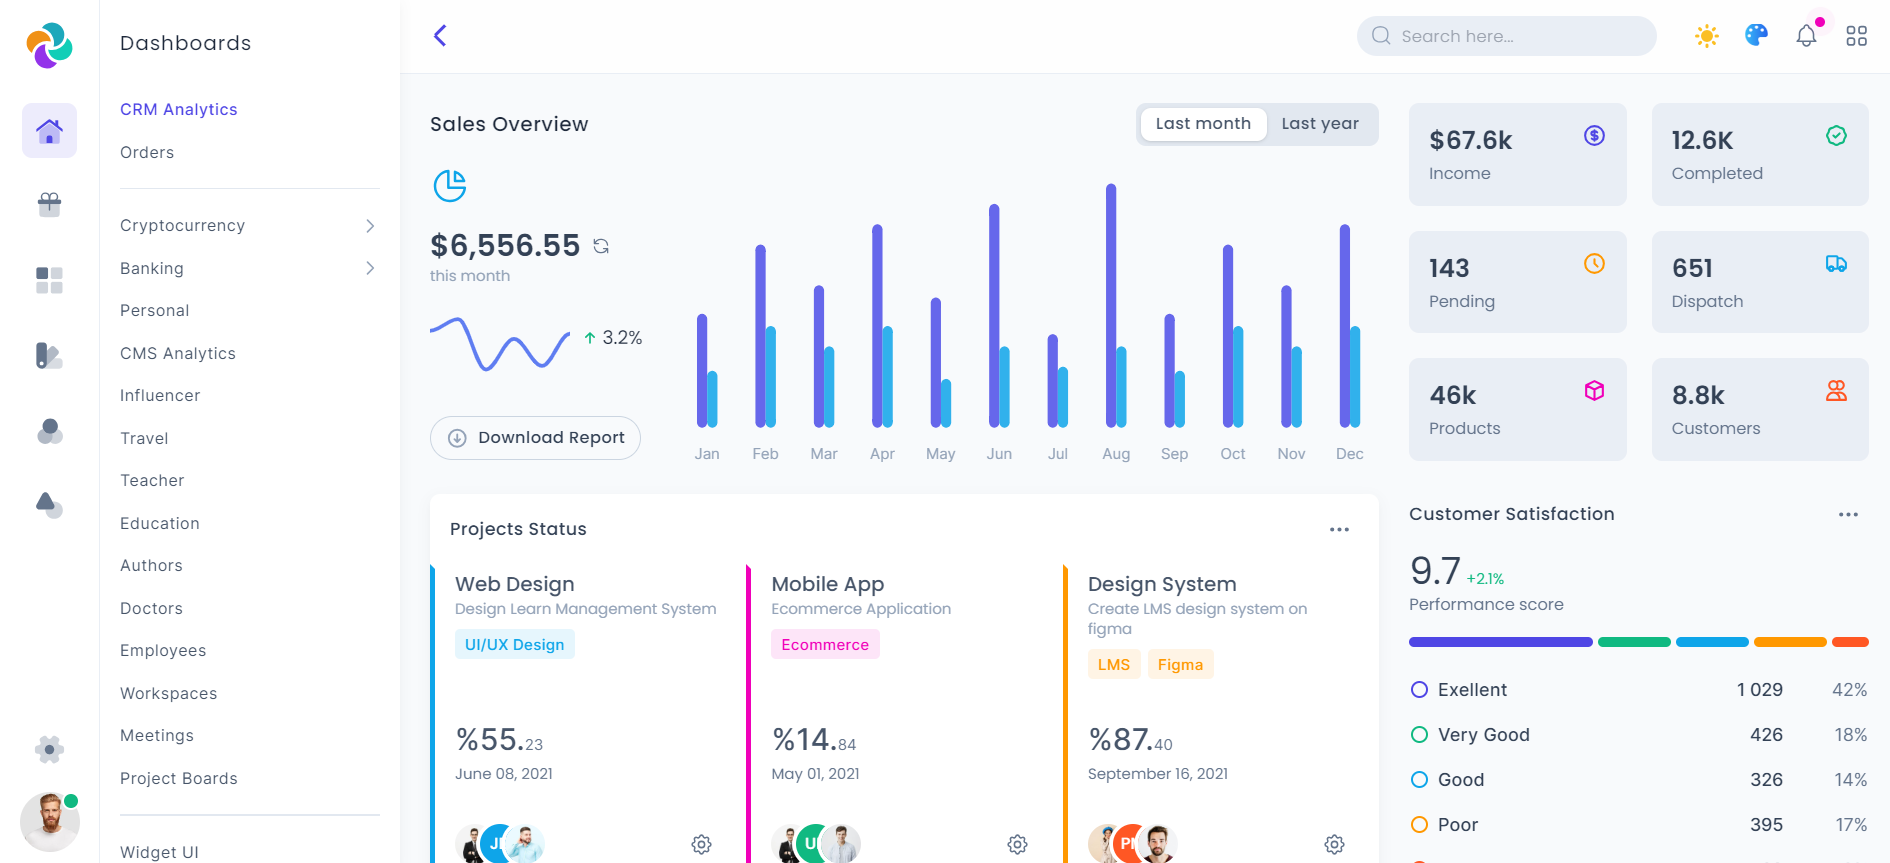 Dashboards
CRM Analytics
Orders
Cryptocurrency
Banking
Personal
CMS Analytics
Influencer
Travel
Teacher
Education
Authors
Doctors
Employees
Workspaces
Meetings
Project Boards
Widget UI
Search here...
Sales Overview
Last month Last year
$6,556.55
this month
3.2%
Download Report
Jan Feb Mar Apr May Jun Jul Aug Sep Oct Nov Dec
$67.6k
Income
12.6K
Completed
143
Pending
651
Dispatch
46k
Products
8.8k
Customers
Projects Status
Web Design
Design Learn Management System
UI/UX Design
%55.23
June 08, 2021
Mobile App
Ecommerce Application
Ecommerce
%14.84
May 01, 2021
Design System
Create LMS design system on
figma
LMS Figma
%87.40
September 16, 2021
Customer Satisfaction
9.7 +2.1%
Performance score
Exellent 1 029 42%
Very Good 426 18%
Good 326 14%
Poor 395 17%